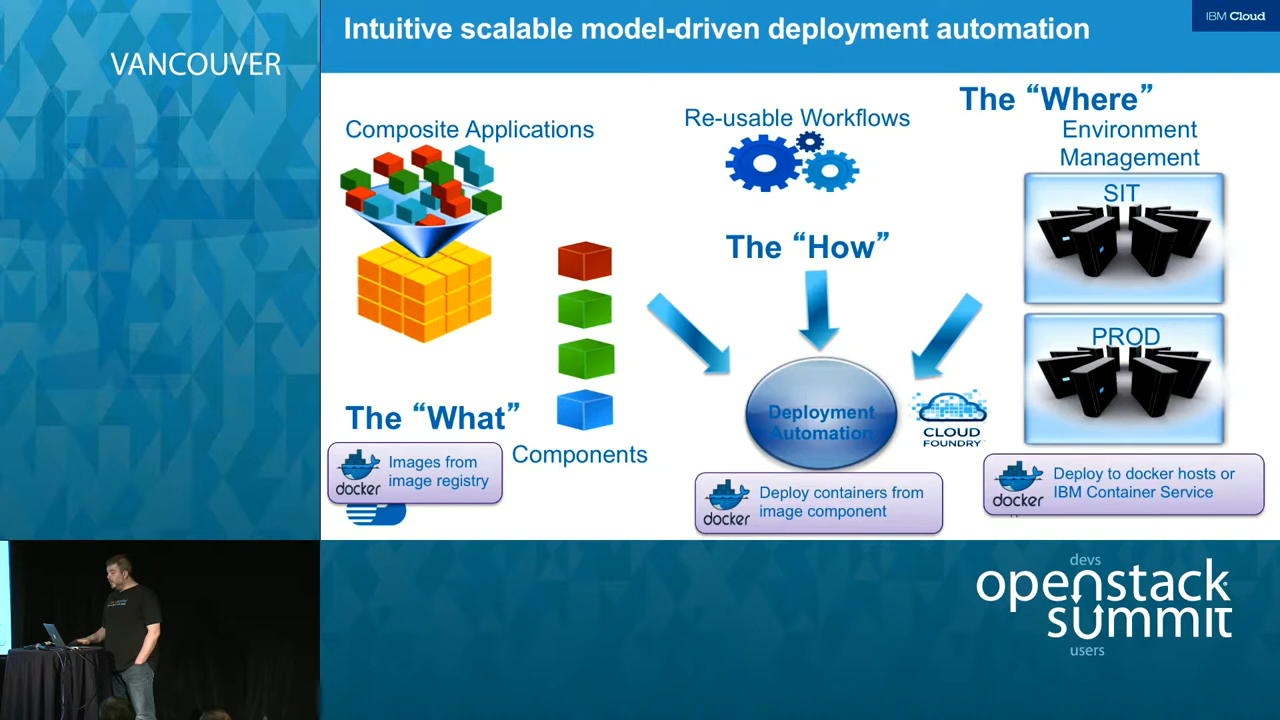 VANCOUVER
Intuitive scalable model-driven deployment automation
IBM Cloud
Composite Applications
Re-usable Workflows
The “Where”
Environment
Management
SIT
The “How”
PROD
The “What”
Components
Deployment
Automation
CLOUD
FOUNDRY
docker
Images from
image registry
docker
Deploy containers from
image component
docker
Deploy to docker hosts or
IBM Container Service
devs
openstack
summit
users